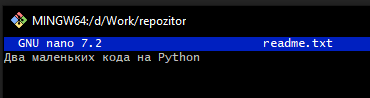 MINGW64:/d/Work/repozitor
GNU nano 7.2 readme.txt
Два маленьких кода на Python